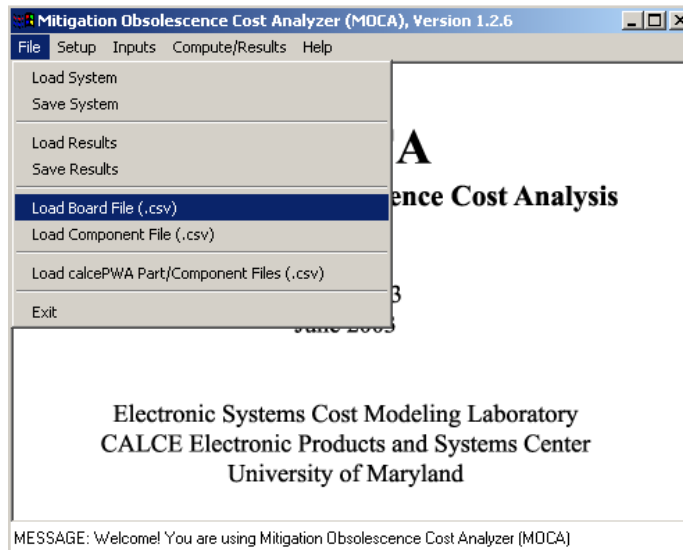 Mitigation Obsolescence Cost Analyzer (MOCA), Version 1.2.6
File Setup Inputs Compute/Results Help
Load System
Save System
Load Results
Save Results
Load Board File (.csv)
Load Component File (.csv)
Load calcePWA Part/Component Files (.csv)
Exit
A
ence Cost Analysis
3
June 2003
Electronic Systems Cost Modeling Laboratory
CALCE Electronic Products and Systems Center
University of Maryland
MESSAGE: Welcome! You are using Mitigation Obsolescence Cost Analyzer (MOCA)